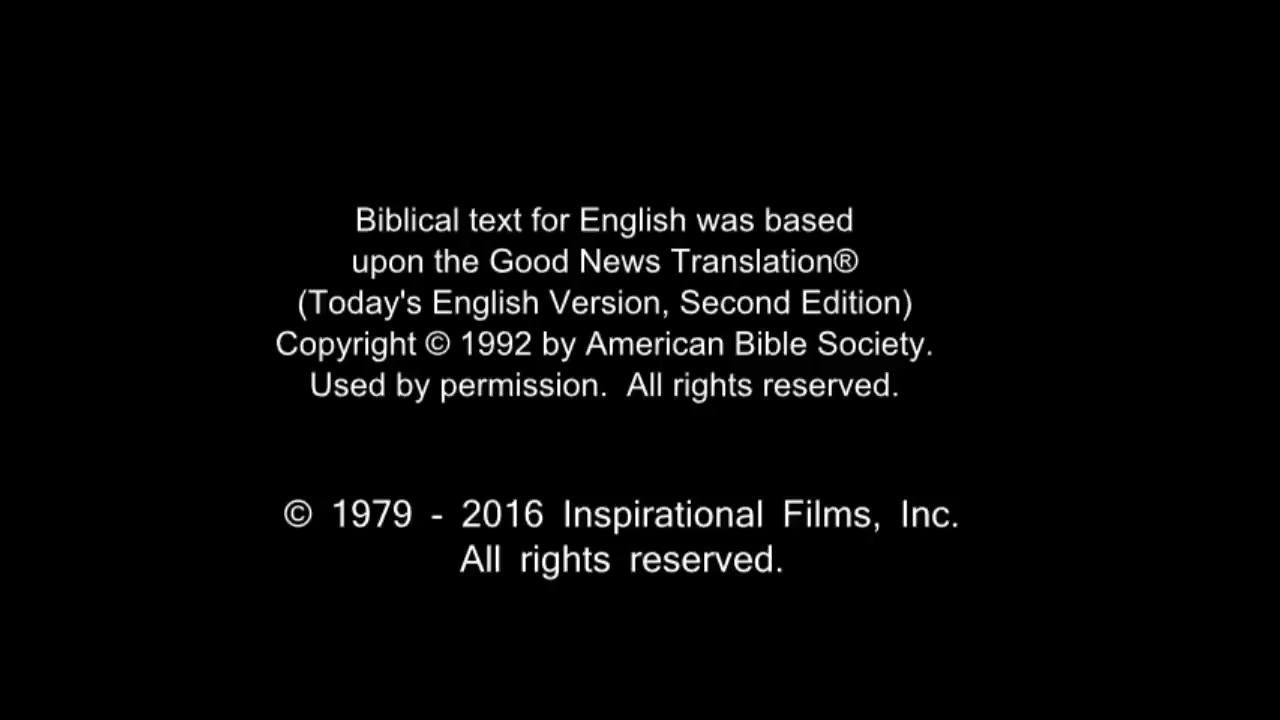 Biblical text for English was based
upon the Good News Translation®
(Today's English Version, Second Edition)
Copyright © 1992 by American Bible Society.
Used by permission.  All rights reserved.
© 1979 - 2016 Inspirational Films, Inc.
All rights reserved.